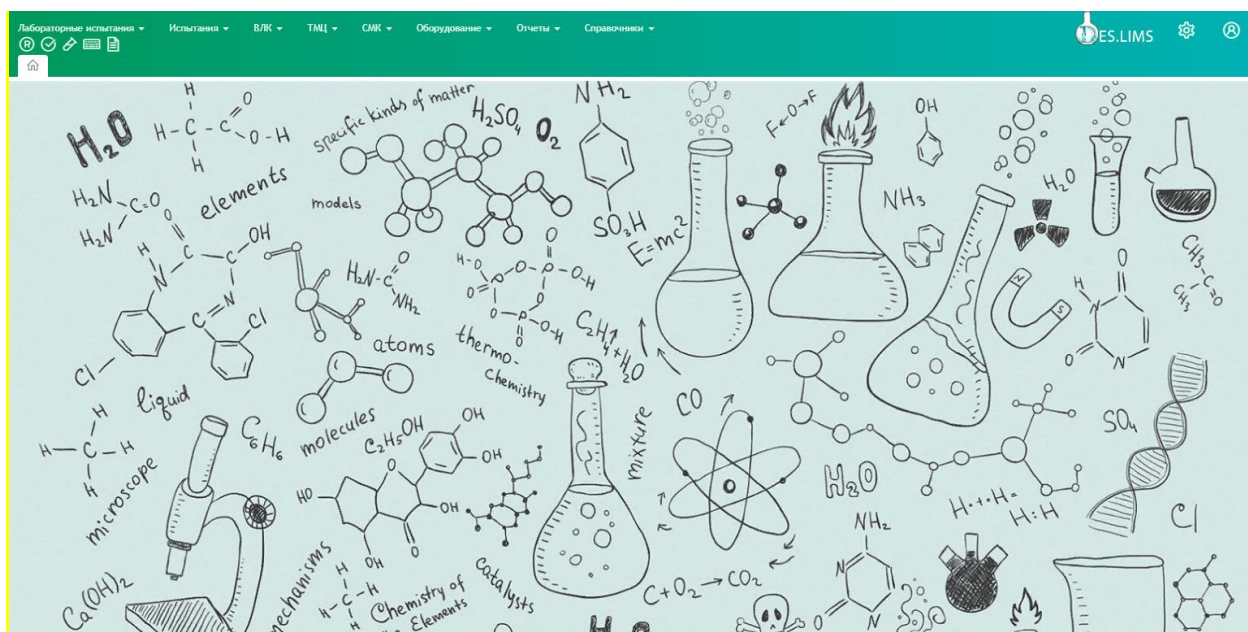 Лабораторные испытания
Испытания
ВЛК
ТМЦ
СМК
Оборудование
Отчеты
Справочники
ES.LIMS
R
H₂O
H
H-C-C
O
O-H
H
specific kinds of matter
H₂SO₄
O₂
NH₂
SO₃H
F←O→F
OH
NH₃
H₂O
E=mc²
H₂N
C=O
H₂N
elements
models
O
OH
H
N
C
C
C=N
Cl
Cl
H₂N-C
O
NH₂
O
H-O
P
O
P
O-H
O
O
O
P
O-H
O
thermo-
Chemistry
C₂H₄+H₂O
N
S
CH₃
C=O
CH₃
O
H
N
O
N
atoms
liquid
molecules
H
H-C-H
H
microscope
C₆H₆
C₂H₅OH
OH
OH
HO
O
OH
OH
O
mixture
CO
SO₄
H₂O
H·+·H=
H:H
Cl
NH₂
N
O
N
Ca(OH)₂
mechanisms
H
H-C-H
H
Chemistry of
Elements
catalysts
C+O₂→CO₂
O